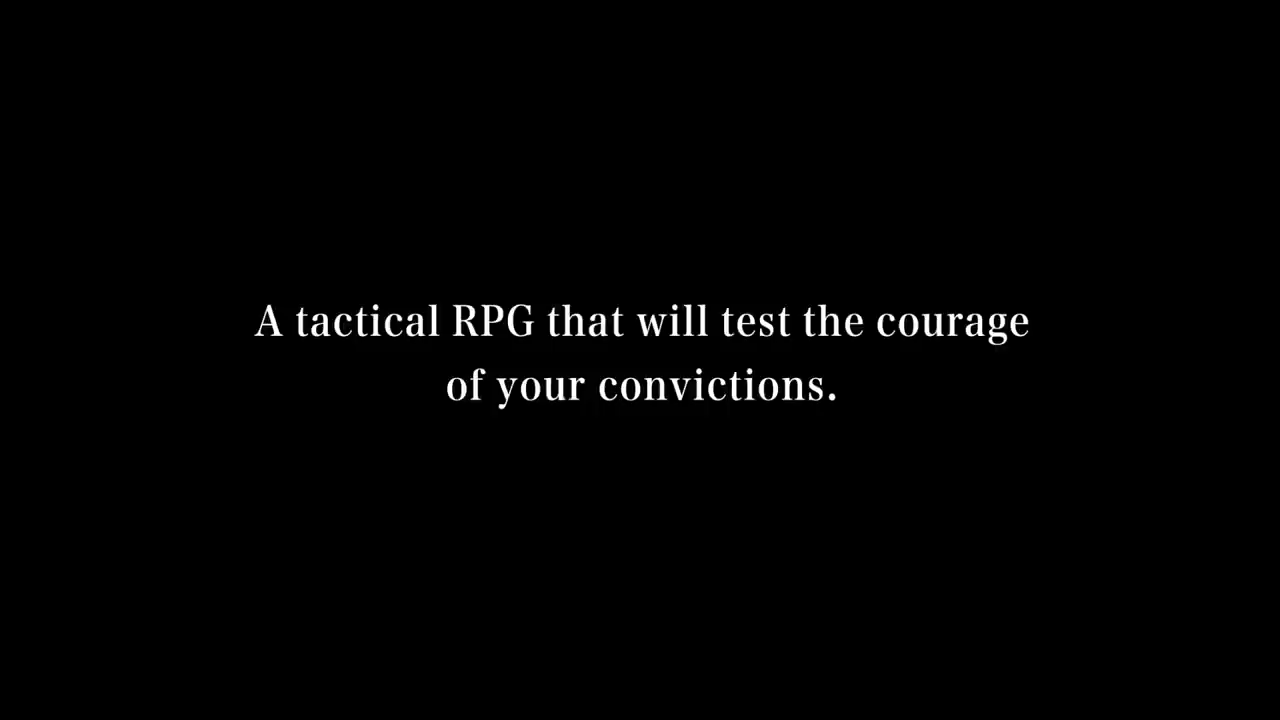 A tactical RPG that will test the courage
of your convictions.